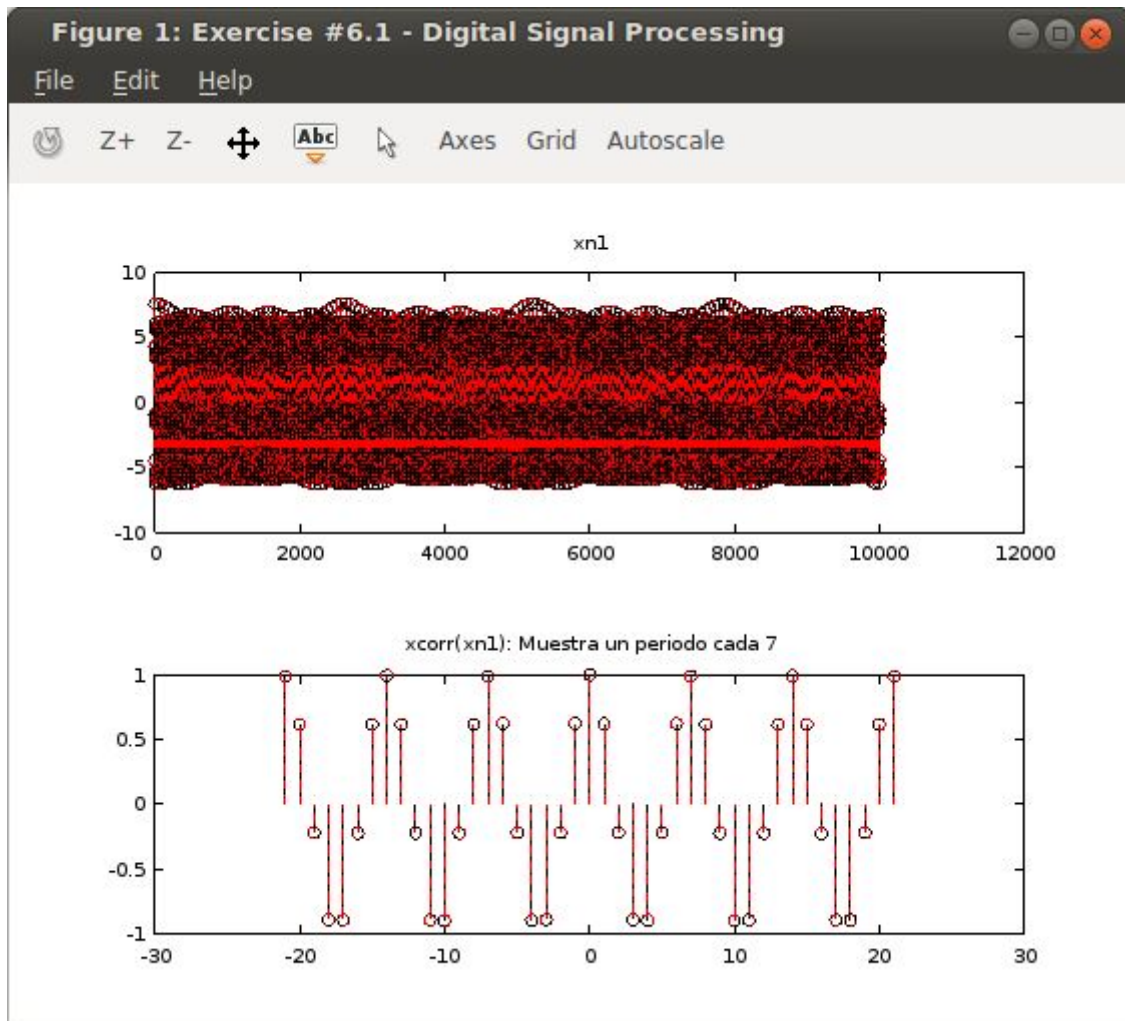 Figure 1: Exercise #6.1 - Digital Signal Processing
File Edit Help
Z+ Z- Abc Axes Grid Autoscale
xn1
10
5
0
-5
-10
0 2000 4000 6000 8000 10000 12000
xcorr(xn1): Muestra un periodo cada 7
1
0.5
0
-0.5
-1
-30 -20 -10 0 10 20 30